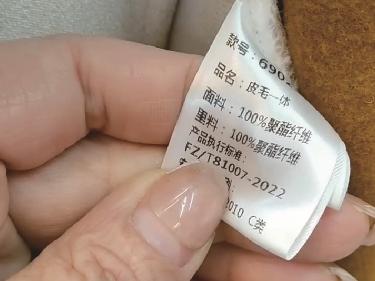 款号：690
品名：皮毛一体
面料：100%聚酯纤维
里料：100%聚酯纤维
产品执行标准：
FZ/T81007-2022
2010 C类